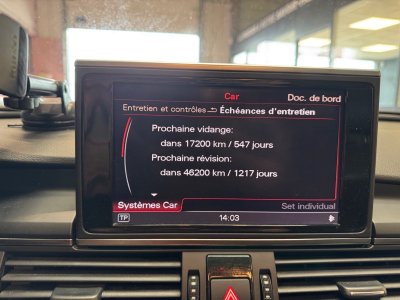 Car
Doc. de bord
Entretien et contrôles Échéances d'entretien
Prochaine vidange:
dans 17200 km / 547 jours
Prochaine révision:
dans 46200 km / 1217 jours
Systèmes Car
Set individual
TP
14:03